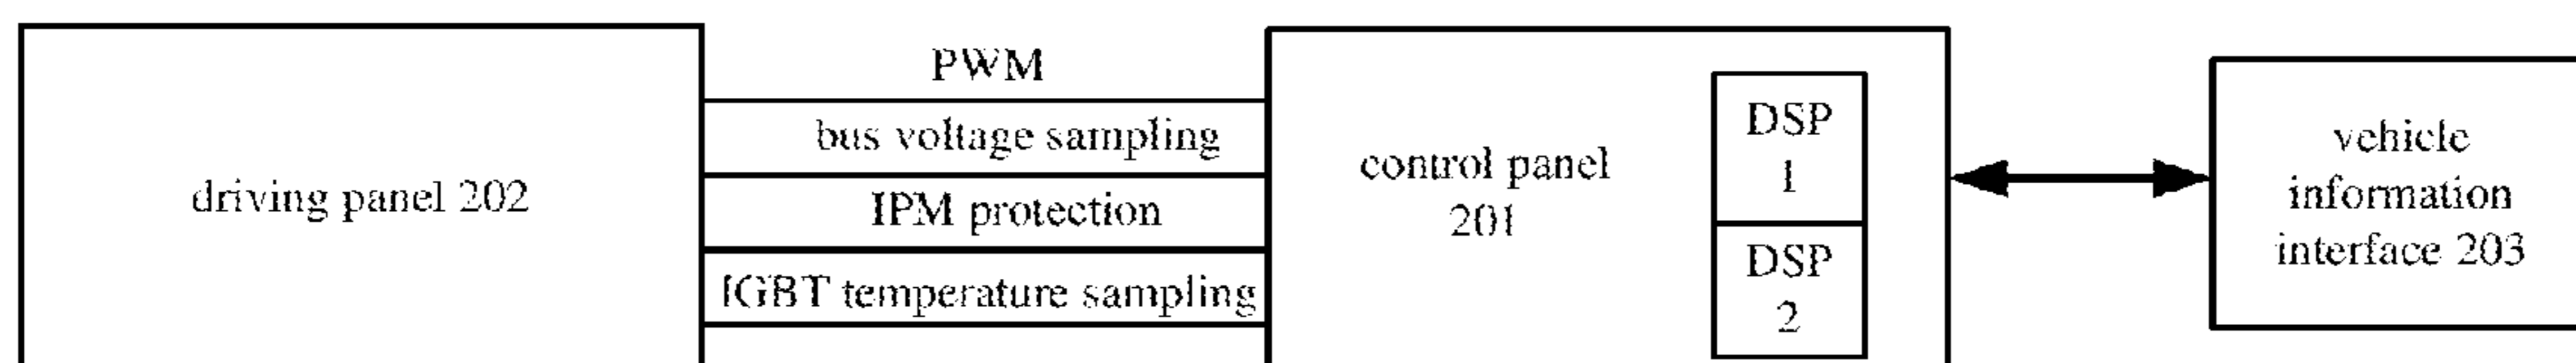 driving panel 202
PWM
bus voltage sampling
IPM protection
IGBT temperature sampling
control panel
201
DSP
1
DSP
2
vehicle
information
interface 203